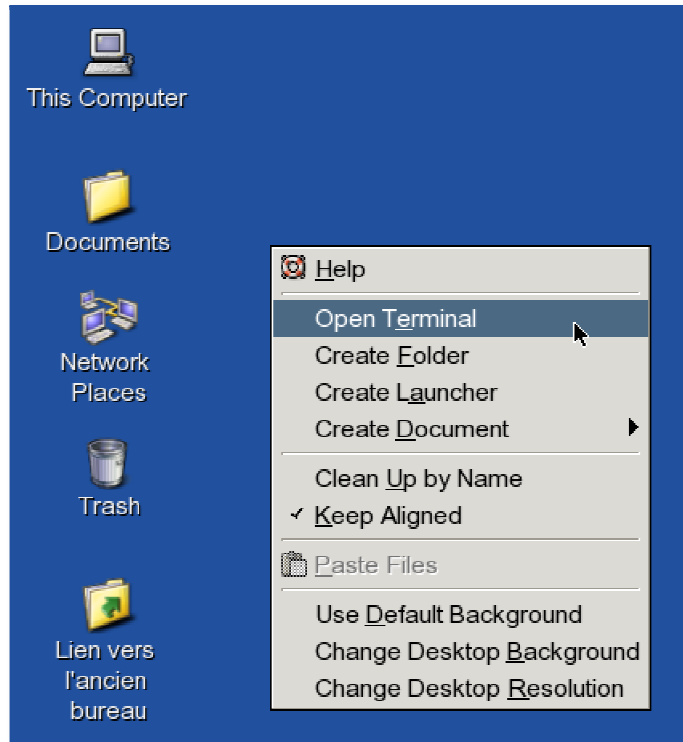 This Computer
Documents
Network
Places
Trash
Lien vers
l'ancien
bureau
Help
Open Terminal
Create Folder
Create Launcher
Create Document
Clean Up by Name
Keep Aligned
Paste Files
Use Default Background
Change Desktop Background
Change Desktop Resolution